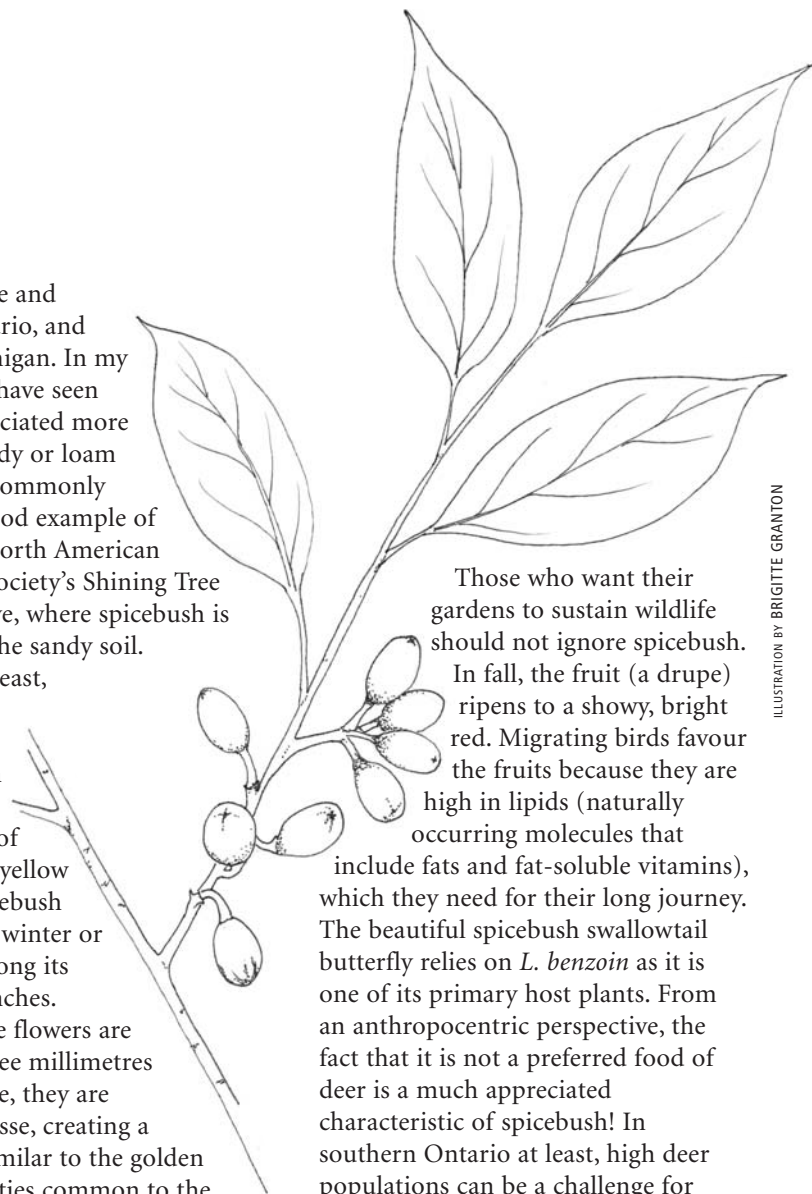 e and
rio, and
igan. In my
have seen
ciated more
dy or loam
ommonly
od example of
orth American
ociety's Shining Tree
ve, where spicebush is
he sandy soil.
east,
of
yellow
ebush
winter or
ong its
nches.
e flowers are
ee millimetres
e, they are
sse, creating a
milar to the golden
ties common to the
Those who want their
gardens to sustain wildlife
should not ignore spicebush.
In fall, the fruit (a drupe)
ripens to a showy, bright
red. Migrating birds favour
the fruits because they are
high in lipids (naturally
occurring molecules that
include fats and fat-soluble vitamins),
which they need for their long journey.
The beautiful spicebush swallowtail
butterfly relies on L. benzoin as it is
one of its primary host plants. From
an anthropocentric perspective, the
fact that it is not a preferred food of
deer is a much appreciated
characteristic of spicebush! In
southern Ontario at least, high deer
populations can be a challenge for
ILLUSTRATION BY BRIGITTE GRANTON